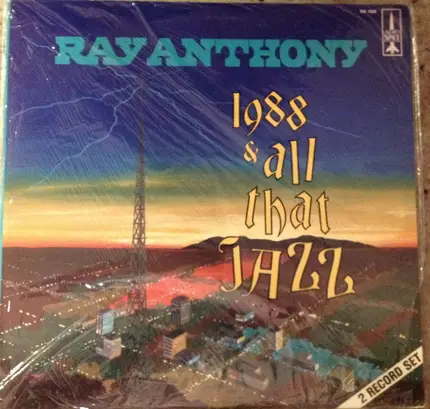 RAY ANTHONY
1988
& all
that
JAZZ
2 RECORD SET